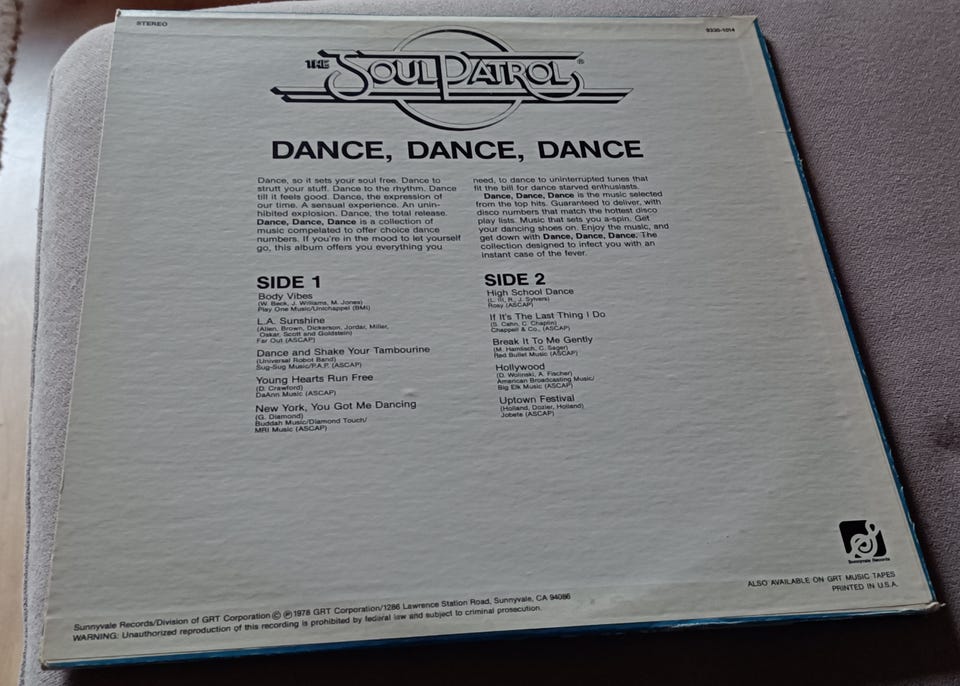 STEREO
9330-1014
THE SOUL PATROL®
DANCE, DANCE, DANCE
Dance, so it sets your soul free. Dance to
strutt your stuff. Dance to the rhythm. Dance
till it feels good. Dance, the expression of
our time. A sensual experience. An unin-
hibited explosion. Dance, the total release.
Dance, Dance, Dance is a collection of
music compelated to offer choice dance
numbers. If you're in the mood to let yourself
go, this album offers you everything you
need, to dance to uninterrupted tunes that
fit the bill for dance starved enthusiasts.
Dance, Dance, Dance is the music selected
from the top hits. Guaranteed to deliver, with
disco numbers that match the hottest disco
play lists. Music that sets you a-spin. Get
your dancing shoes on. Enjoy the music, and
get down with Dance, Dance, Dance. The
collection designed to infect you with an
instant case of the fever.
SIDE 1
Body Vibes
(W. Beck, J. Williams, M. Jones)
Play One Music/Unichappel (BMI)
L.A. Sunshine
(Allen, Brown, Dickerson, Jordar, Miller,
Oskar, Scott and Goldstein)
Far Out (ASCAP)
Dance and Shake Your Tambourine
(Universal Robot Band)
Sug-Sug Music/P.A.P. (ASCAP)
Young Hearts Run Free
(D. Crawford)
DaAnn Music (ASCAP)
New York, You Got Me Dancing
(G. Diamond)
Buddah Music/Diamond Touch/
MRI Music (ASCAP)
SIDE 2
High School Dance
(L. III, R., J. Sylvers)
Rosy (ASCAP)
If It's The Last Thing I Do
(S. Cahn, C. Chaplin)
Chappell & Co., (ASCAP)
Break It To Me Gently
(M. Hamlisch, C. Sager)
Red Bullet Music (ASCAP)
Hollywood
(D. Wolinski, A. Fischer)
American Broadcasting Music/
Big Elk Music (ASCAP)
Uptown Festival
(Holland, Dozier, Holland)
Jobete (ASCAP)
Sunnyvale Records
ALSO AVAILABLE ON GRT MUSIC TAPES
PRINTED IN U.S.A.
Sunnyvale Records/Division of GRT Corporation © ℗ 1978 GRT Corporation/1286 Lawrence Station Road, Sunnyvale, CA 94086
WARNING: Unauthorized reproduction of this recording is prohibited by federal law and subject to criminal prosecution.